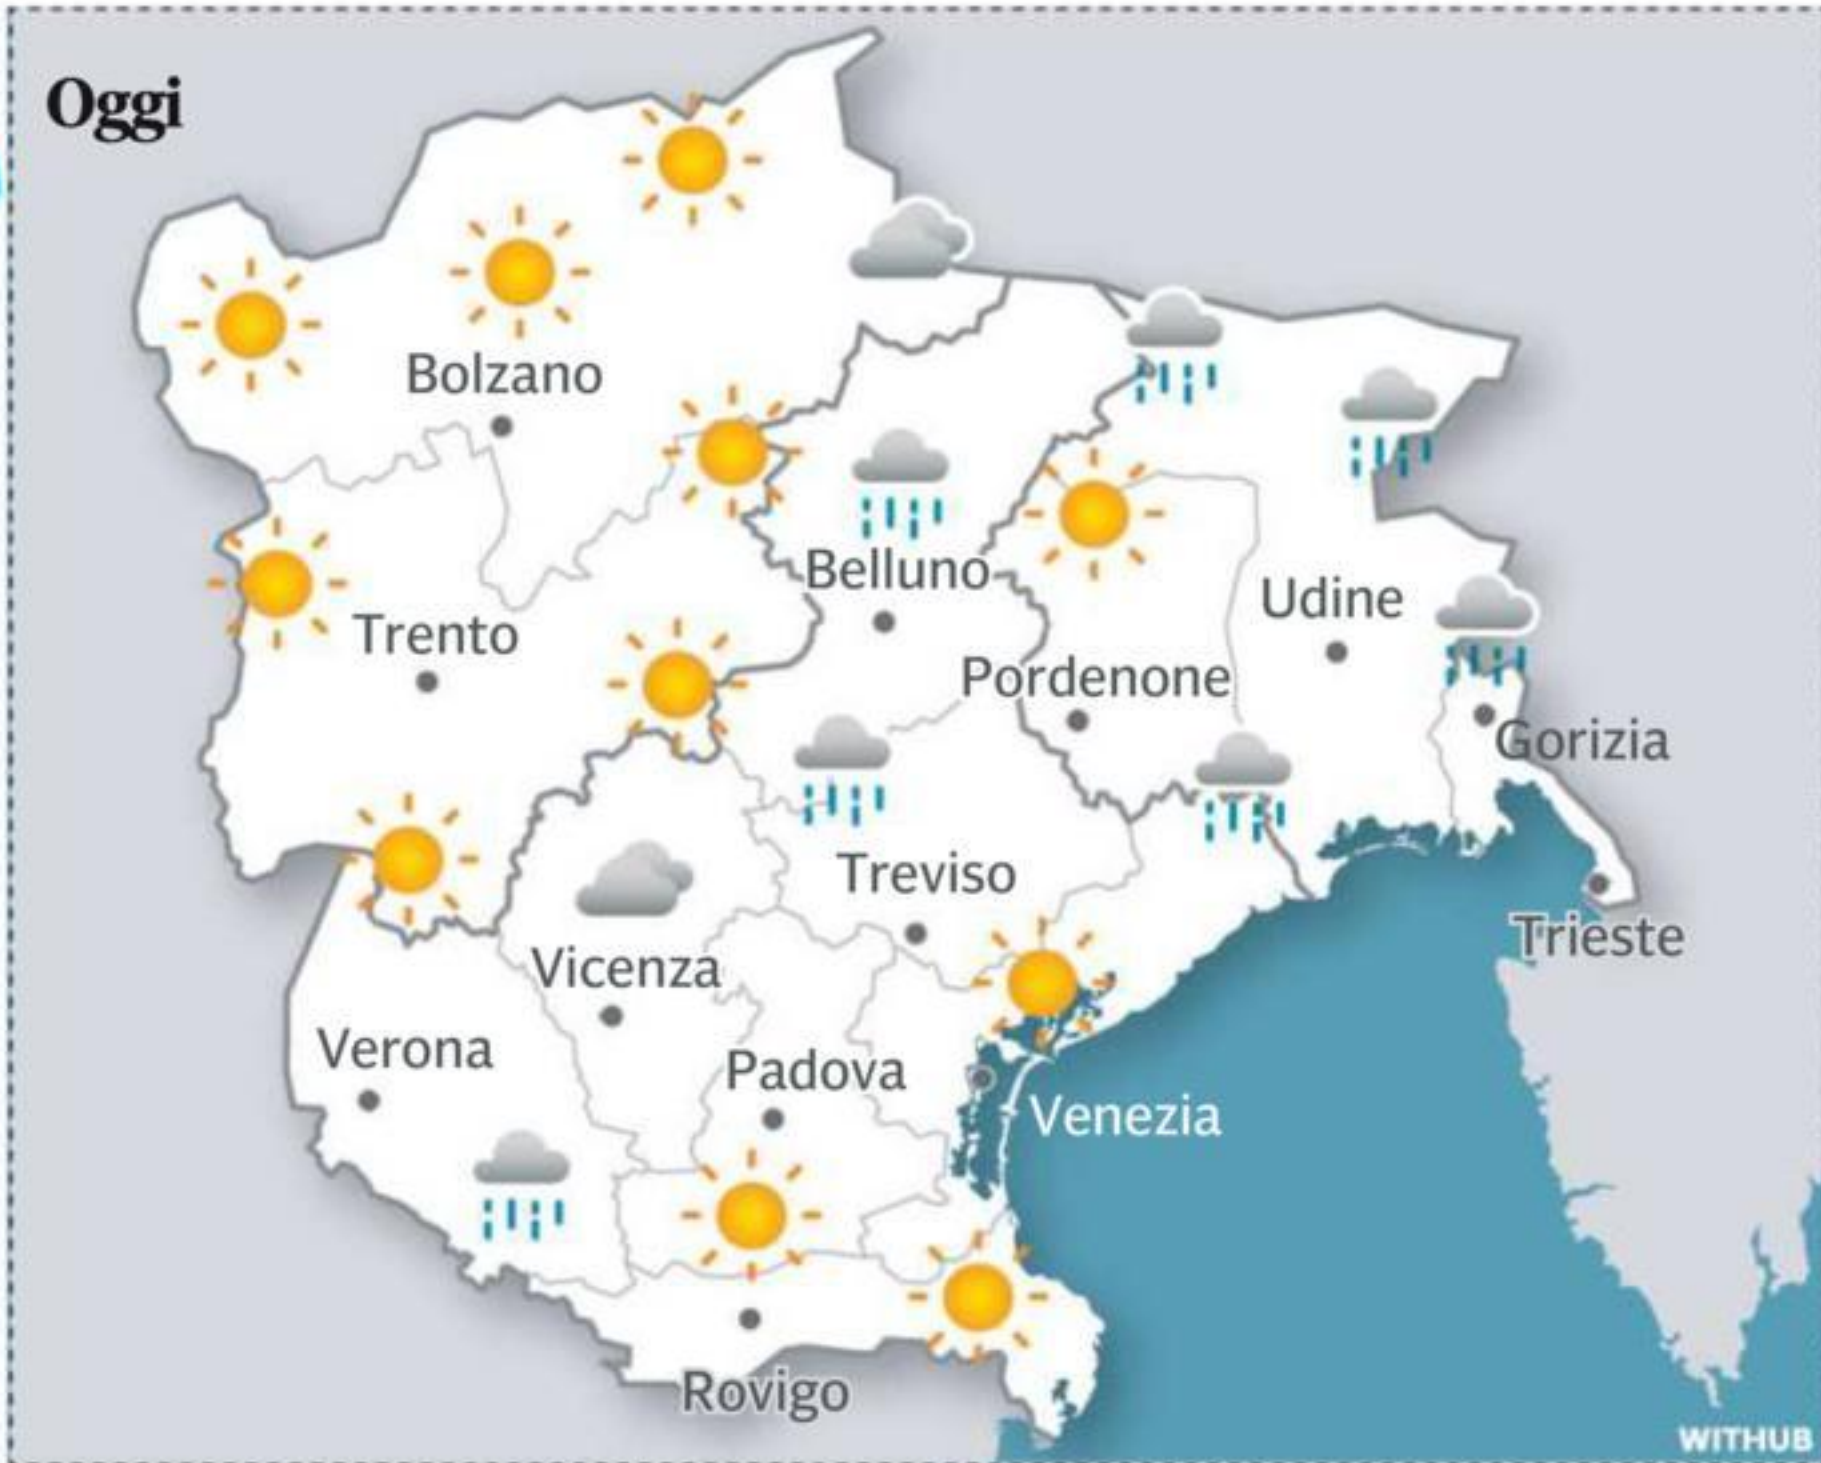 Oggi
Bolzano
Belluno
Udine
Trento
Pordenone
Gorizia
Treviso
Trieste
Vicenza
Verona
Padova
Venezia
Rovigo
WITHUB